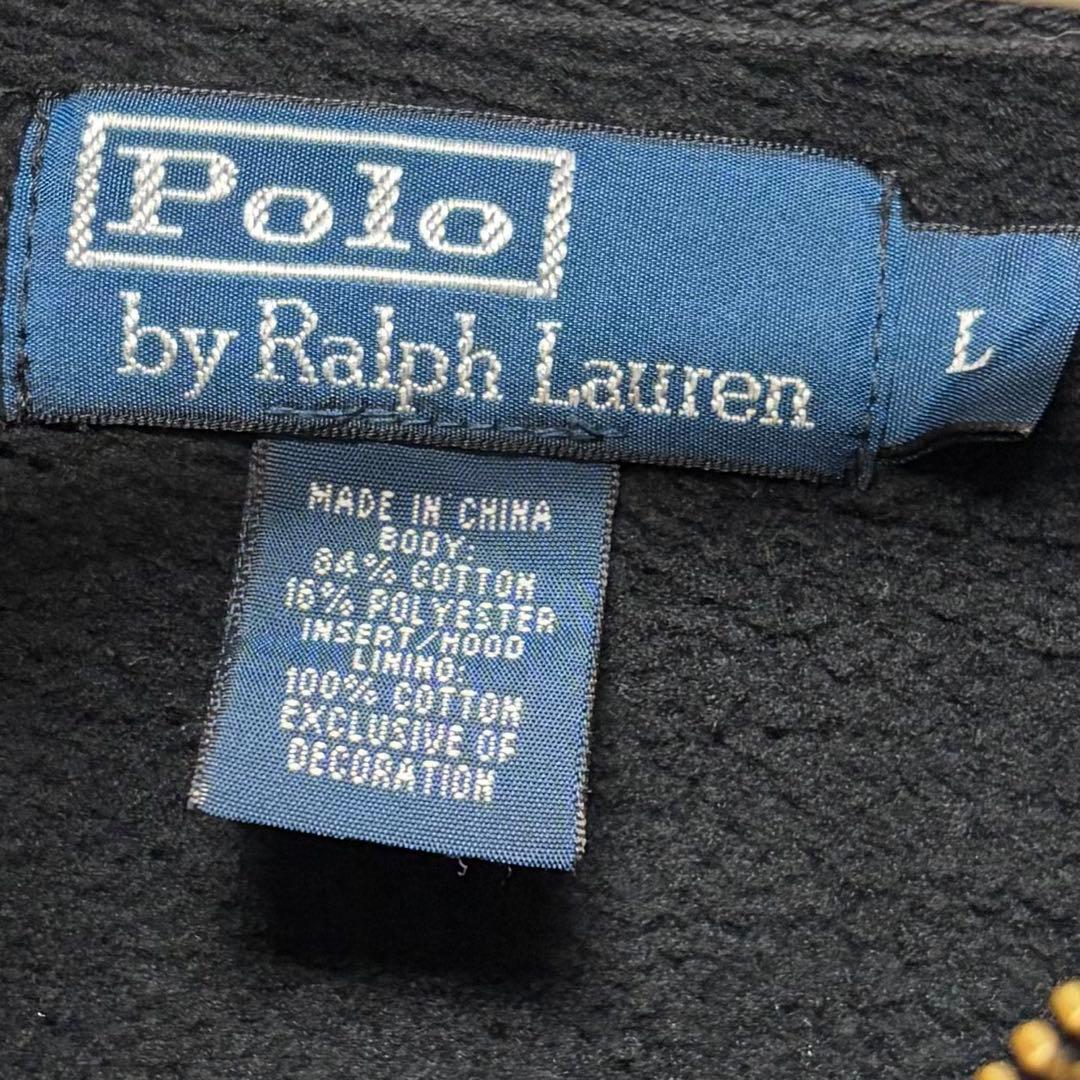 Polo
by Ralph Lauren
L
MADE IN CHINA
BODY:
84% COTTON
16% POLYESTER
INSERT/HOOD
LINING:
100% COTTON
EXCLUSIVE OF
DECORATION